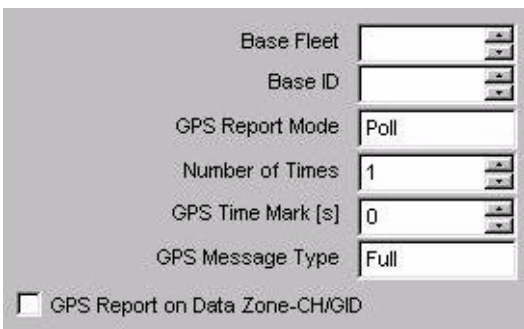 Base Fleet
Base ID
GPS Report Mode Poll
Number of Times 1
GPS Time Mark [s] 0
GPS Message Type Full
GPS Report on Data Zone-CH/GID